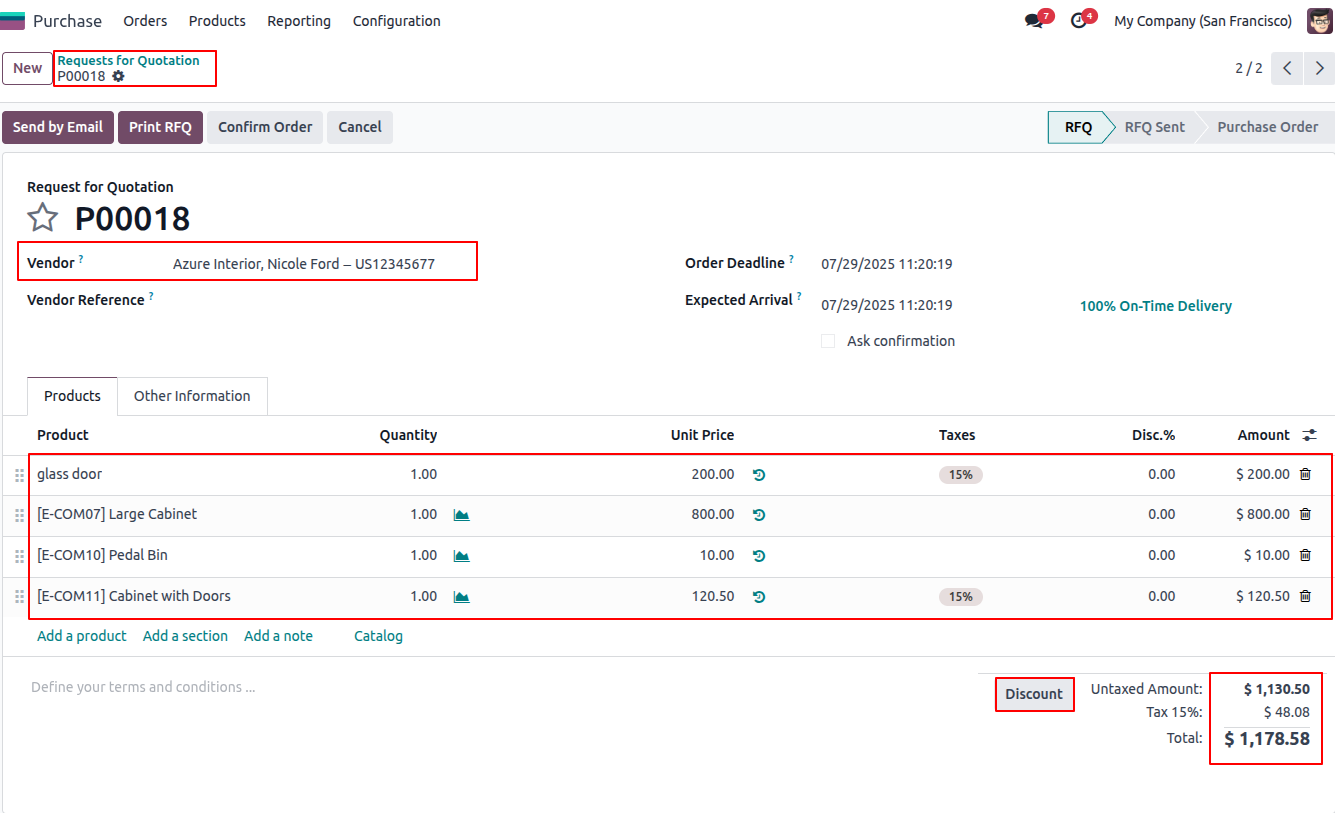 Purchase Orders Products Reporting Configuration 7 4 My Company (San Francisco)
New Requests for Quotation
P00018 2 / 2
Send by Email Print RFQ Confirm Order Cancel RFQ RFQ Sent Purchase Order
Request for Quotation
P00018
Vendor ? Azure Interior, Nicole Ford – US12345677 Order Deadline ? 07/29/2025 11:20:19
Vendor Reference ? Expected Arrival ? 07/29/2025 11:20:19 100% On-Time Delivery
Ask confirmation
Products Other Information
Product Quantity Unit Price Taxes Disc.% Amount
glass door 1.00 200.00 15% 0.00 $ 200.00
[E-COM07] Large Cabinet 1.00 800.00 0.00 $ 800.00
[E-COM10] Pedal Bin 1.00 10.00 0.00 $ 10.00
[E-COM11] Cabinet with Doors 1.00 120.50 15% 0.00 $ 120.50
Add a product Add a section Add a note Catalog
Define your terms and conditions ... Discount Untaxed Amount: $ 1,130.50
Tax 15%: $ 48.08
Total: $ 1,178.58